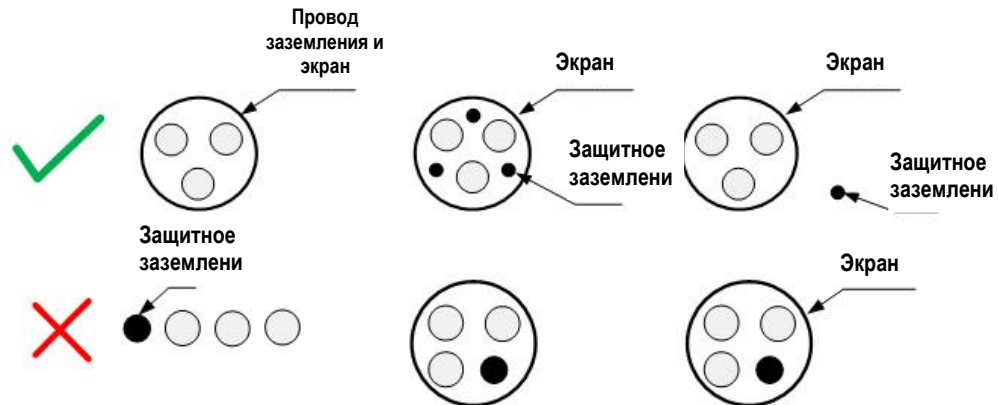 Провод
заземления и
экран
Экран
Защитное
заземлени
Экран
Защитное
заземлени
Защитное
заземлени
Экран